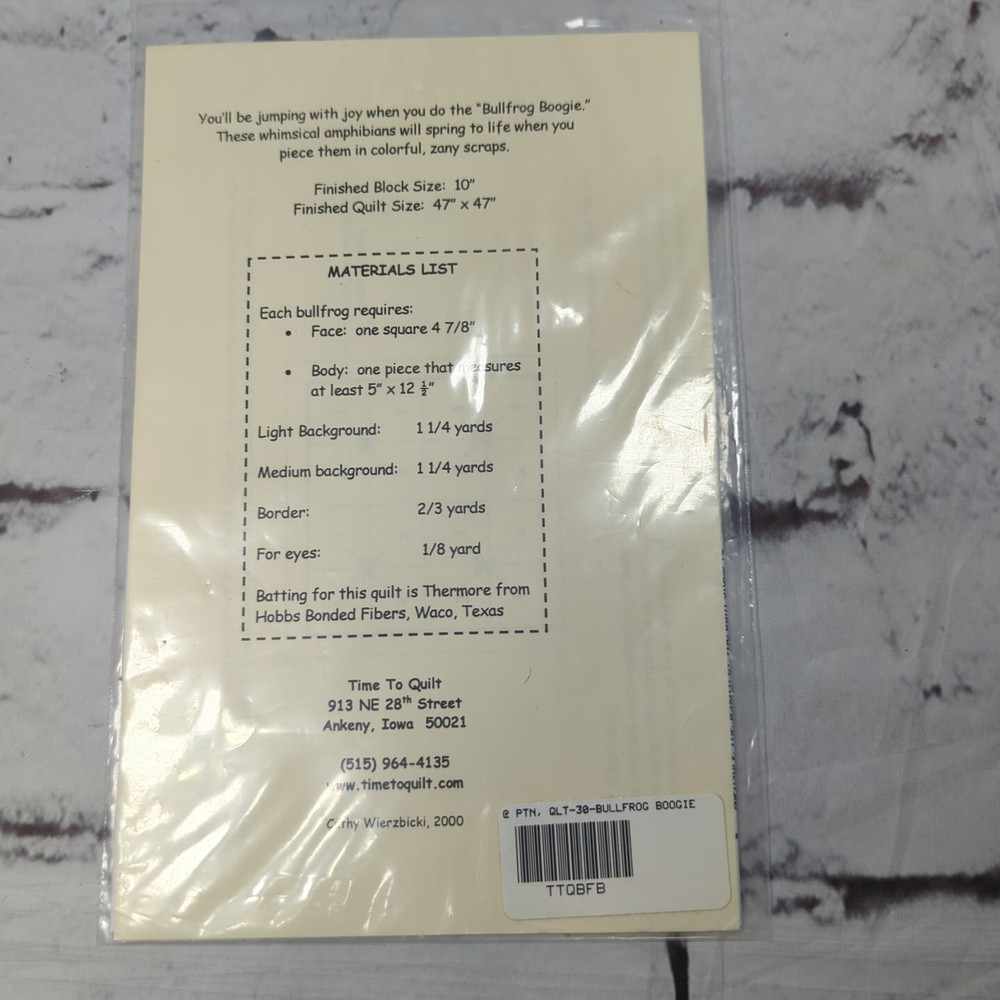 You'll be jumping with joy when you do the "Bullfrog Boogie."
These whimsical amphibians will spring to life when you
piece them in colorful, zany scraps.
Finished Block Size: 10"
Finished Quilt Size: 47" x 47"
MATERIALS LIST
Each bullfrog requires:
• Face: one square 4 7/8"
• Body: one piece that measures
at least 5" x 12 ½"
Light Background: 1 1/4 yards
Medium background: 1 1/4 yards
Border: 2/3 yards
For eyes: 1/8 yard
Batting for this quilt is Thermore from
Hobbs Bonded Fibers, Waco, Texas
Time To Quilt
913 NE 28th Street
Ankeny, Iowa 50021
(515) 964-4135
www.timetoquilt.com
Cathy Wierzbicki, 2000
@ PTN, QLT-30-BULLFROG BOOGIE
TTQBFB